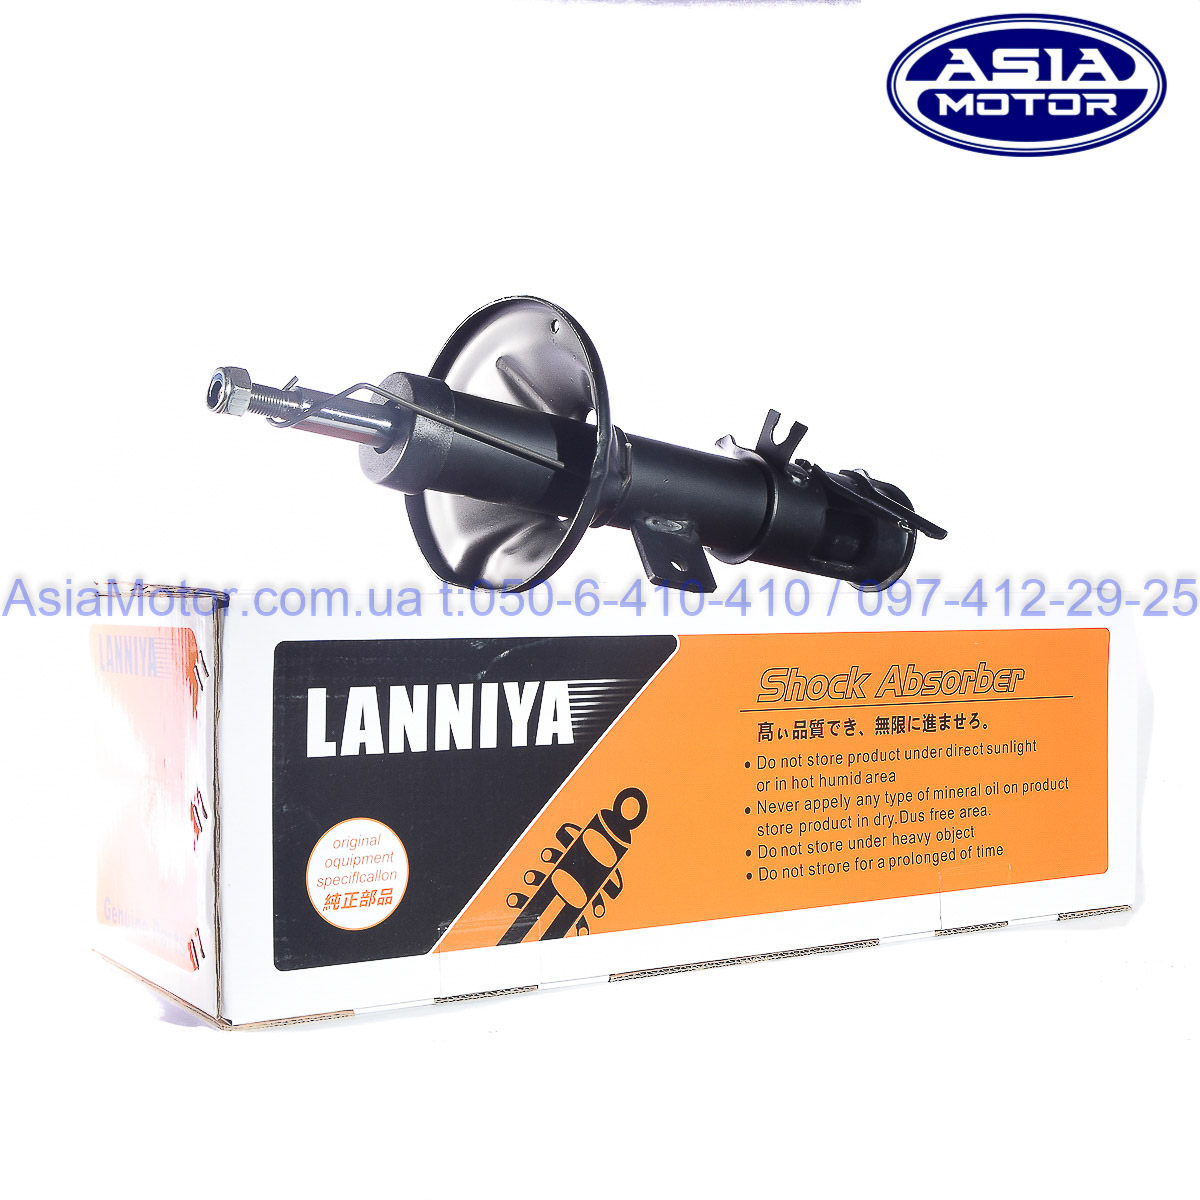 ASIA
MOTOR
AsiaMotor.com.ua t:050-6-410-410 / 097-412-29-25
LANNIYA
LANNIYA
original
oquipment
speciflcallon
純正部品
Shock Absorber
髙ぃ品質でき、無限に進ませろ。
• Do not store product under direct sunlight
or in hot humid area
• Never appely any type of mineral oil on product
store product in dry.Dus free area.
• Do not store under heavy object
• Do not strore for a prolonged of time